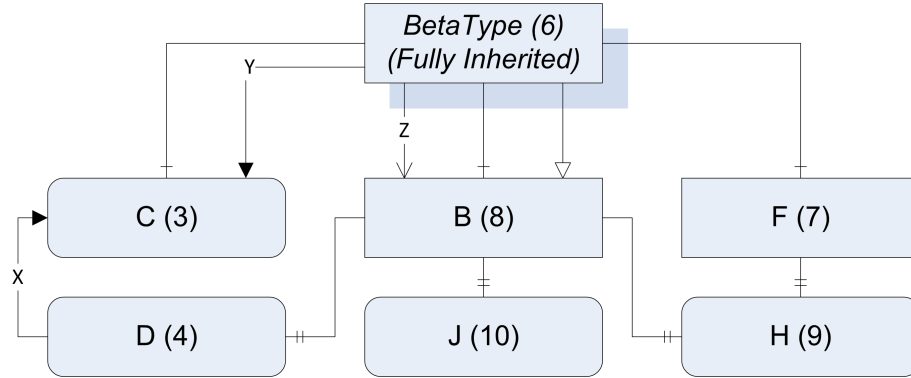 BetaType (6)
(Fully Inherited)
Y
Z
C (3)
B (8)
F (7)
X
D (4)
J (10)
H (9)